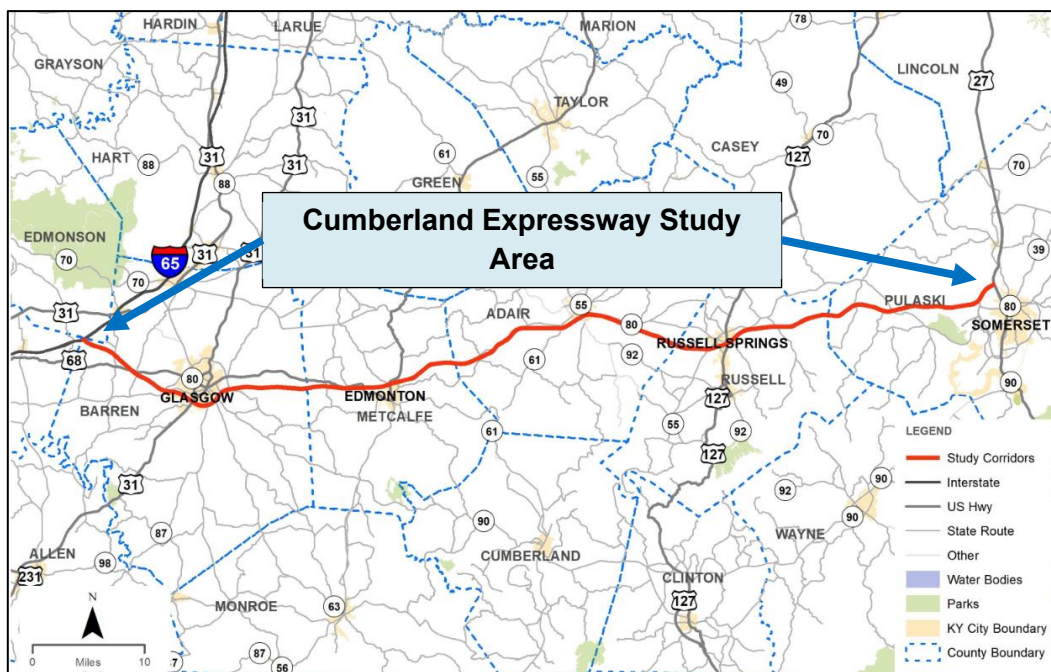 HARDIN
LARUE
MARION
78
LINCOLN
GRAYSON
27
31
TAYLOR
49
31
70
CASEY
HART
88
31
31
61
127
88
GREEN
55
70
Cumberland Expressway Study
Area
EDMONSON
70
65
31
31
70
39
31
ADAIR
55
80
PULASKI
80
SOMERSET
68
RUSSELL SPRINGS
92
61
80
GLASGOW
EDMONTON
METCALFE
RUSSELL
BARREN
127
90
55
92
61
127
31
92
90
90
87
90
WAYNE
ALLEN
98
CUMBERLAND
231
CLINTON
127
MONROE
63
87
56
37
N
0
10
Miles
LEGEND
Study Corridors
Interstate
US Hwy
State Route
Other
Water Bodies
Parks
KY City Boundary
County Boundary